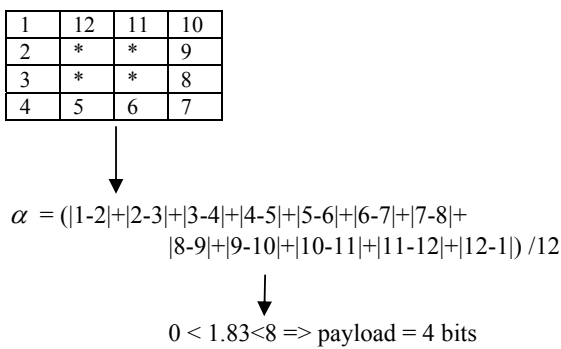 1 12 11 10
2 * * 9
3 * * 8
4 5 6 7
α = (|1-2|+|2-3|+|3-4|+|4-5|+|5-6|+|6-7|+|7-8|+
|8-9|+|9-10|+|10-11|+|11-12|+|12-1|) /12
0 < 1.83<8 => payload = 4 bits